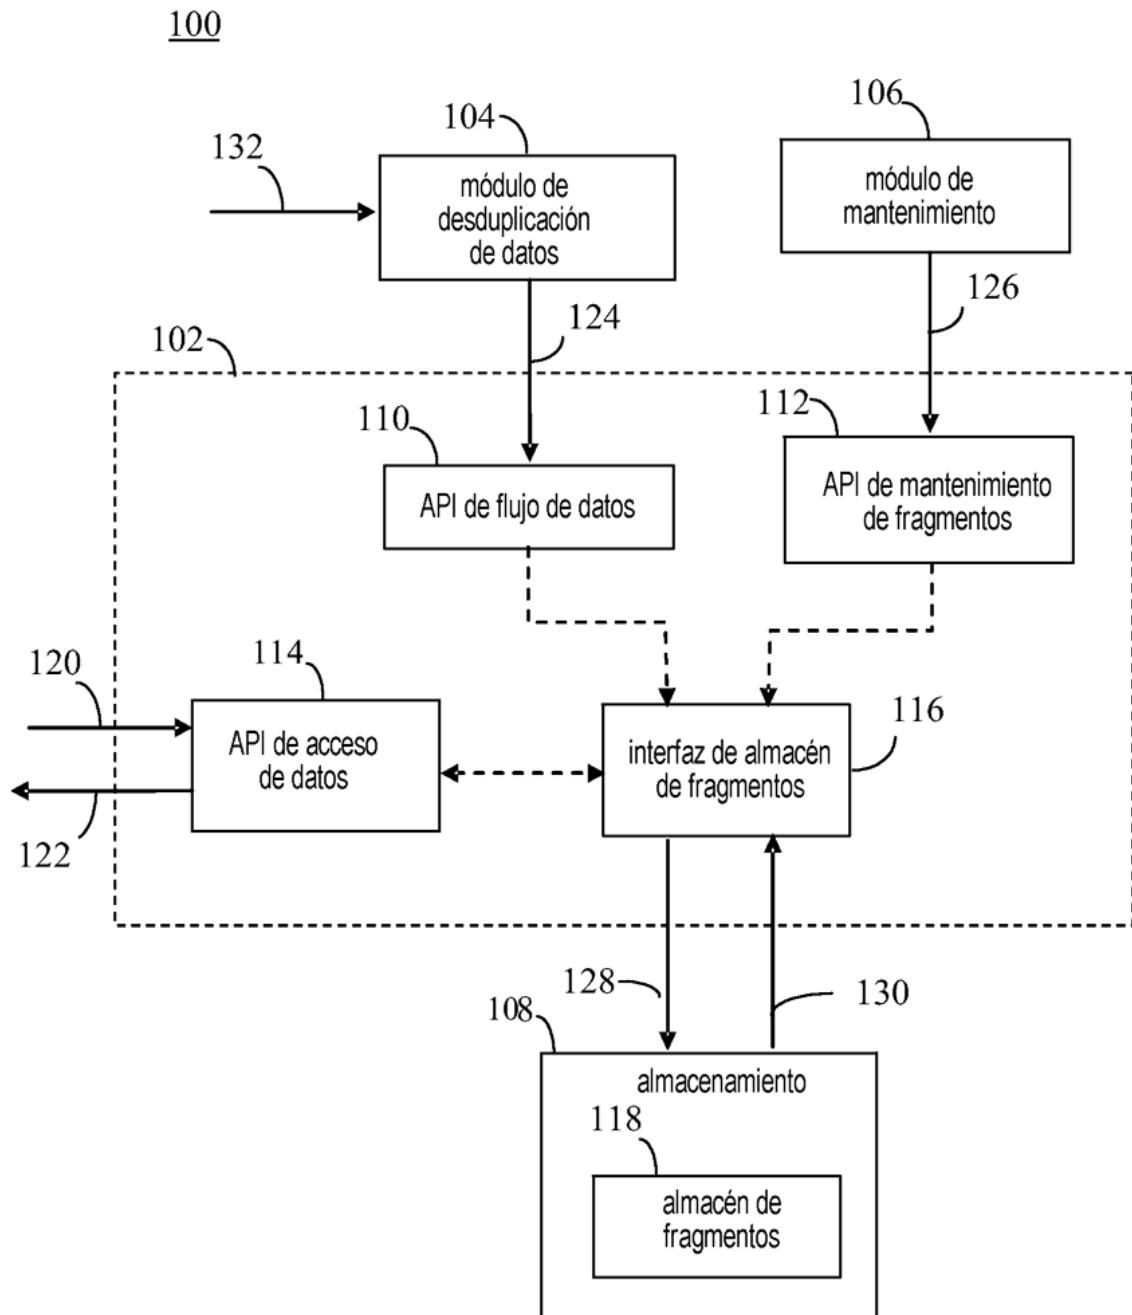 100
104
106
132
módulo de
desduplicación
de datos
módulo de
mantenimiento
124
126
102
110
112
API de flujo de datos
API de mantenimiento
de fragmentos
120
114
116
API de acceso
de datos
interfaz de almacén
de fragmentos
122
128
130
108
almacenamiento
118
almacén de
fragmentos